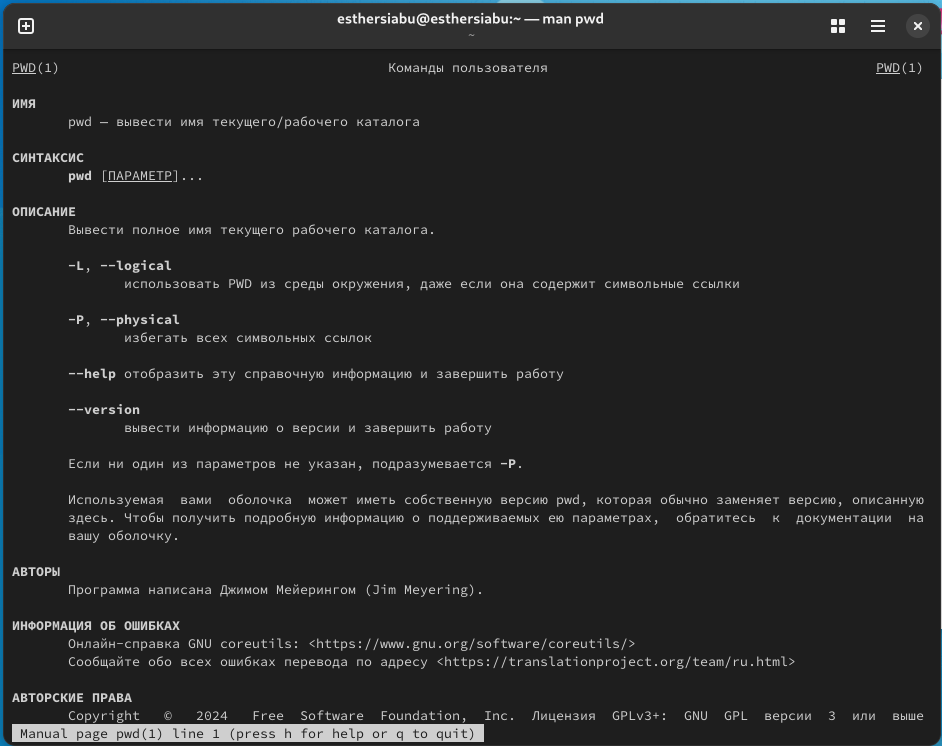 esthersiabu@esthersiabu:~ — man pwd
~
PWD(1) Команды пользователя PWD(1)
ИМЯ
pwd — вывести имя текущего/рабочего каталога
СИНТАКСИС
pwd [ПАРАМЕТР]...
ОПИСАНИЕ
Вывести полное имя текущего рабочего каталога.
-L, --logical
использовать PWD из среды окружения, даже если она содержит символьные ссылки
-P, --physical
избегать всех символьных ссылок
--help отобразить эту справочную информацию и завершить работу
--version
вывести информацию о версии и завершить работу
Если ни один из параметров не указан, подразумевается -P.
Используемая вами оболочка может иметь собственную версию pwd, которая обычно заменяет версию, описанную
здесь. Чтобы получить подробную информацию о поддерживаемых ею параметрах, обратитесь к документации на
вашу оболочку.
АВТОРЫ
Программа написана Джимом Мейерингом (Jim Meyering).
ИНФОРМАЦИЯ ОБ ОШИБКАХ
Онлайн-справка GNU coreutils: <https://www.gnu.org/software/coreutils/>
Сообщайте обо всех ошибках перевода по адресу <https://translationproject.org/team/ru.html>
АВТОРСКИЕ ПРАВА
Copyright © 2024 Free Software Foundation, Inc. Лицензия GPLv3+: GNU GPL версии 3 или выше
Manual page pwd(1) line 1 (press h for help or q to quit)